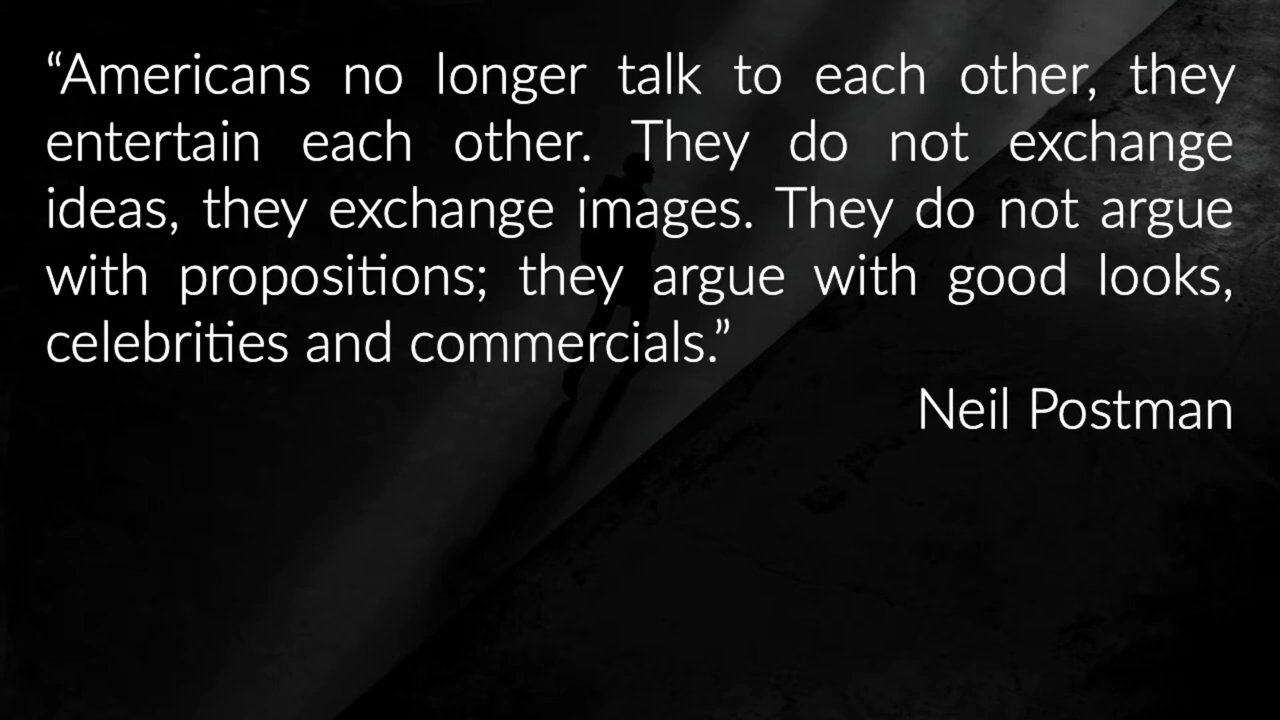 “Americans no longer talk to each other, they
entertain each other. They do not exchange
ideas, they exchange images. They do not argue
with propositions; they argue with good looks,
celebrities and commercials.”
Neil Postman